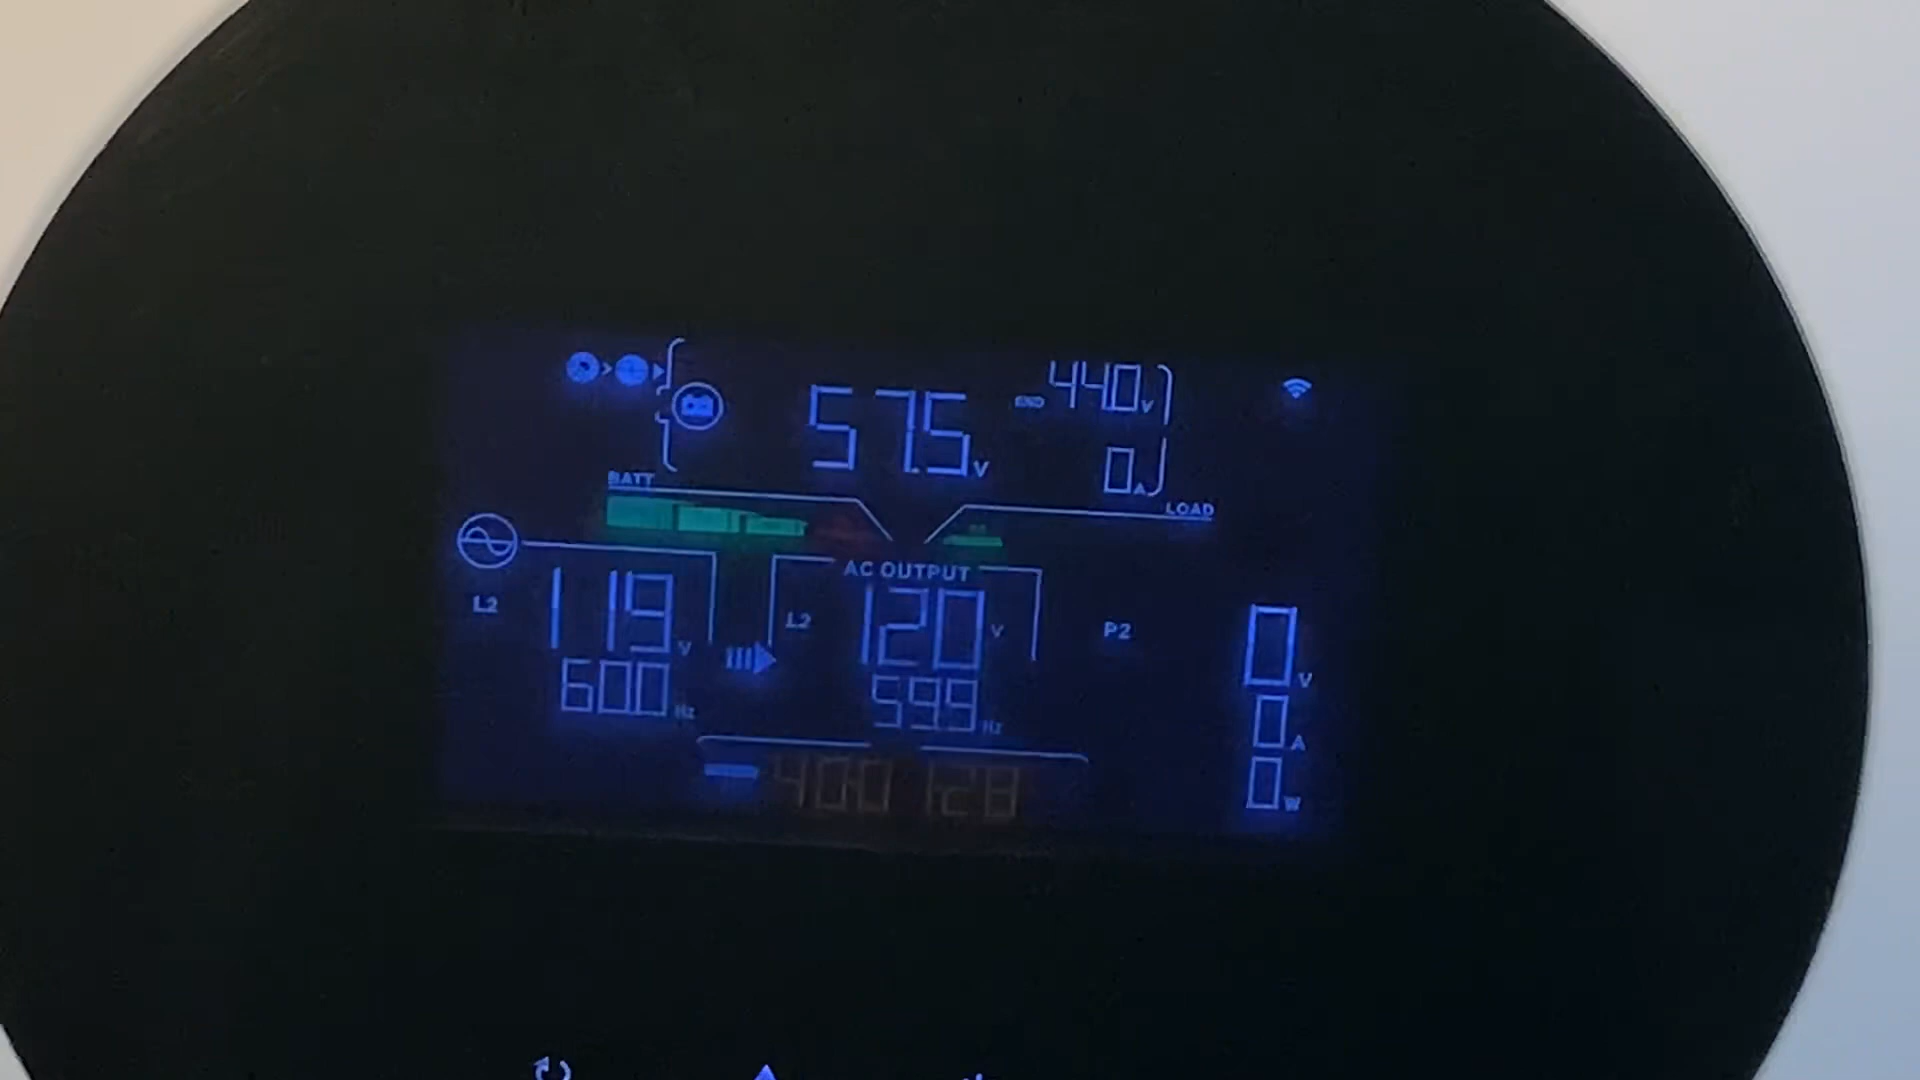 END 440V
57.5V
0A
BATT
LOAD
AC OUTPUT
L2 119V
L2 120V
P2 0V
600Hz
599Hz
0A
400 128
0W